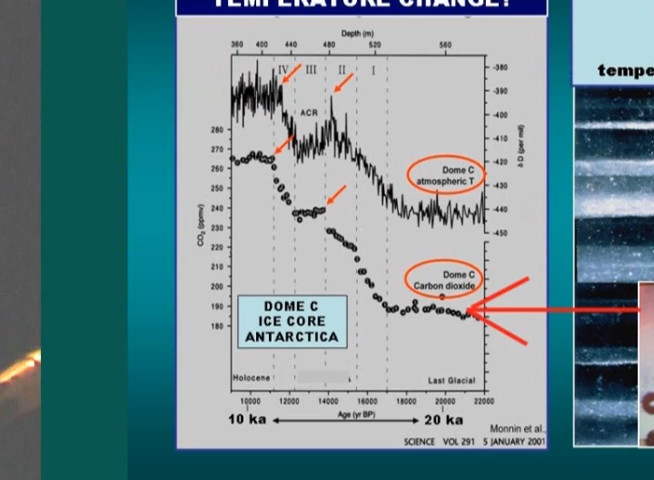 TEMPERATURE CHANGE?
Depth (m)
360 400 440 480 520 560
IV III II I
ACR
-380
-390
-400
-410
-420
-430
-440
-450
δ D (per mil)
Dome C
atmospheric T
280
270
260
250
240
230
220
210
200
190
180
CO2 (ppmv)
Dome C
Carbon dioxide
DOME C
ICE CORE
ANTARCTICA
Holocene
Last Glacial
10000 12000 14000 16000 18000 20000 22000
Age (yr BP)
10 ka
20 ka
Monnin et al.,
SCIENCE VOL 291 5 JANUARY 2001